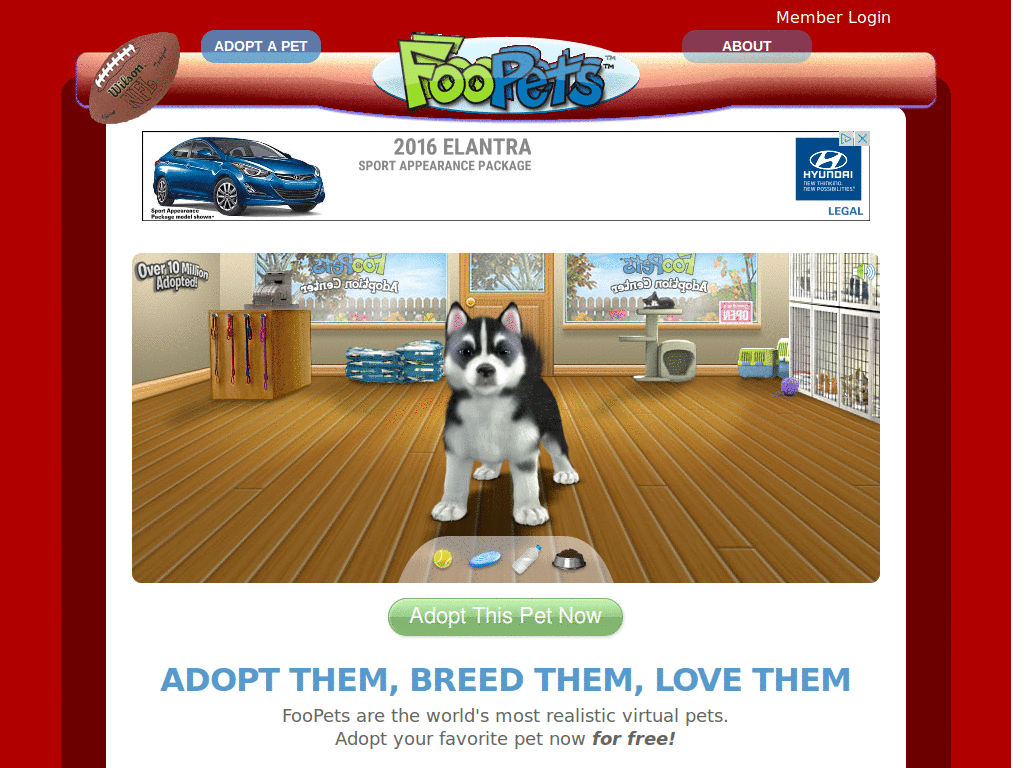 Member Login
ADOPT A PET
ABOUT
Wilson
NFL
FooPets™™
2016 ELANTRA
SPORT APPEARANCE PACKAGE
HYUNDAI
NEW THINKING.
NEW POSSIBILITIES.
Sport Appearance
Package model shown
LEGAL
Over 10 Million
Adopted!
FooPets
Adoption Center
FooPets
Adoption Center
OPEN
Adopt This Pet Now
ADOPT THEM, BREED THEM, LOVE THEM
FooPets are the world's most realistic virtual pets.
Adopt your favorite pet now for free!